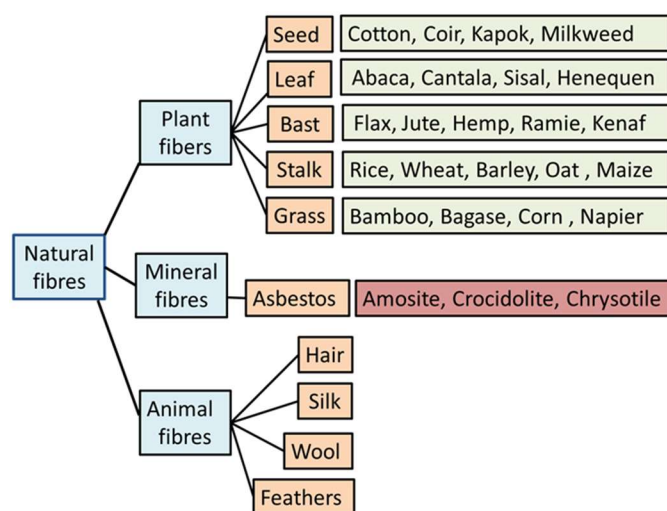 Seed
Cotton, Coir, Kapok, Milkweed
Leaf
Abaca, Cantala, Sisal, Henequen
Plant
fibers
Bast
Flax, Jute, Hemp, Ramie, Kenaf
Stalk
Rice, Wheat, Barley, Oat , Maize
Grass
Bamboo, Bagase, Corn , Napier
Natural
fibres
Mineral
fibres
Asbestos
Amosite, Crocidolite, Chrysotile
Animal
fibres
Hair
Silk
Wool
Feathers